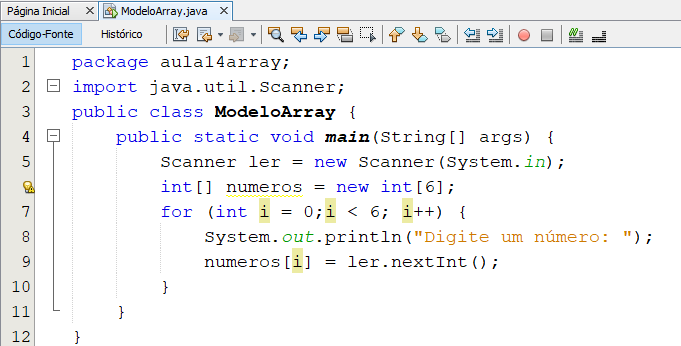 Página Inicial ModeloArray.java
Código-Fonte Histórico
1 package aula14array;
2 import java.util.Scanner;
3 public class ModeloArray {
4 public static void main(String[] args) {
5 Scanner ler = new Scanner(System.in);
int[] numeros = new int[6];
7 for (int i = 0;i < 6; i++) {
8 System.out.println("Digite um número: ");
9 numeros[i] = ler.nextInt();
10 }
11 }
12 }